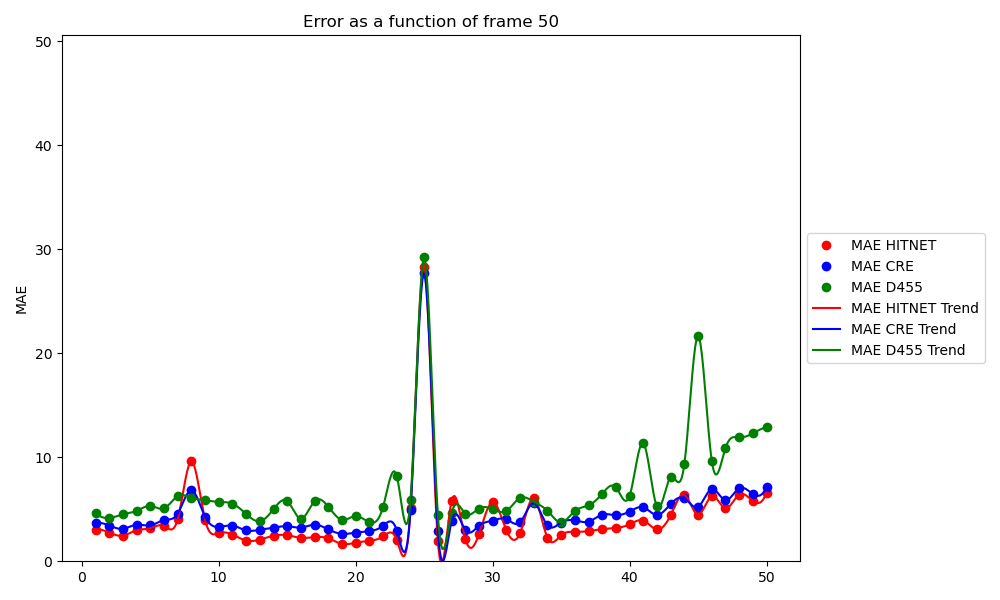 Error as a function of frame 50
50
40
30
20
10
0
MAE
0 10 20 30 40 50
MAE HITNET
MAE CRE
MAE D455
MAE HITNET Trend
MAE CRE Trend
MAE D455 Trend